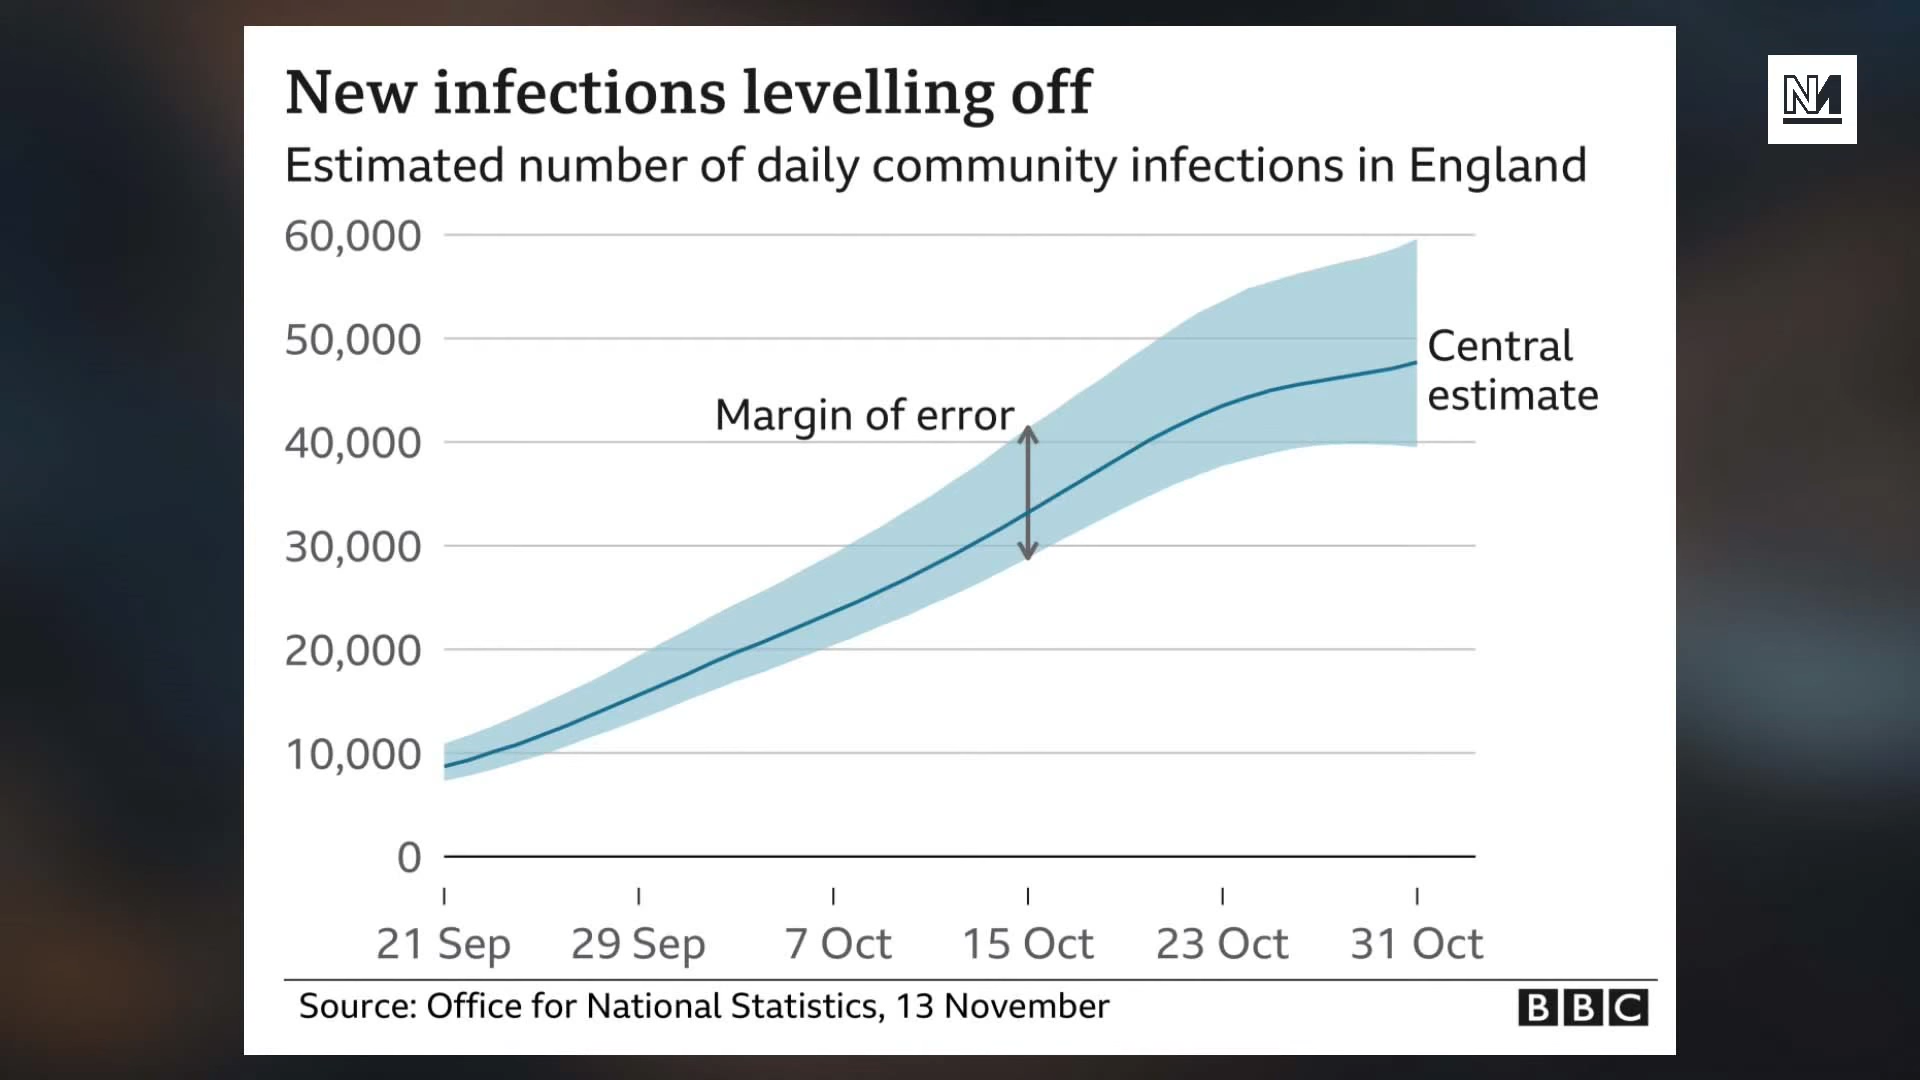 New infections levelling off
Estimated number of daily community infections in England
60,000
50,000
40,000
30,000
20,000
10,000
0
Margin of error
Central
estimate
21 Sep
29 Sep
7 Oct
15 Oct
23 Oct
31 Oct
Source: Office for National Statistics, 13 November
BBC
NM